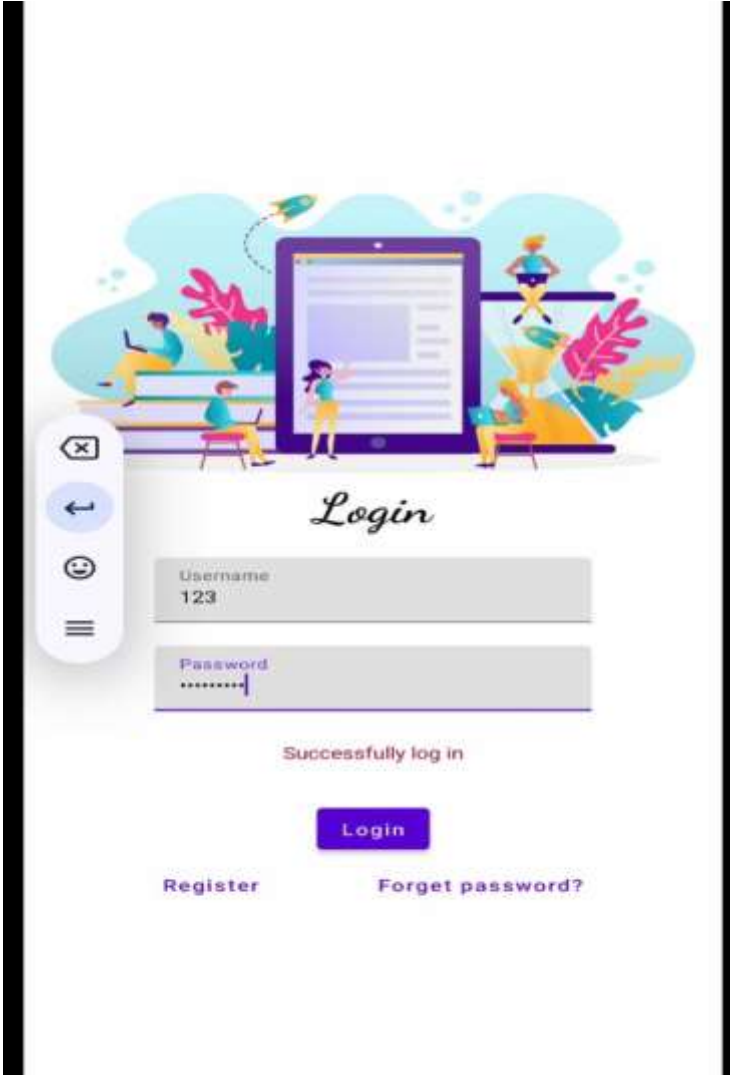 Login
Username
123
Password
•••••••••
Successfully log in
Login
Register Forget password?